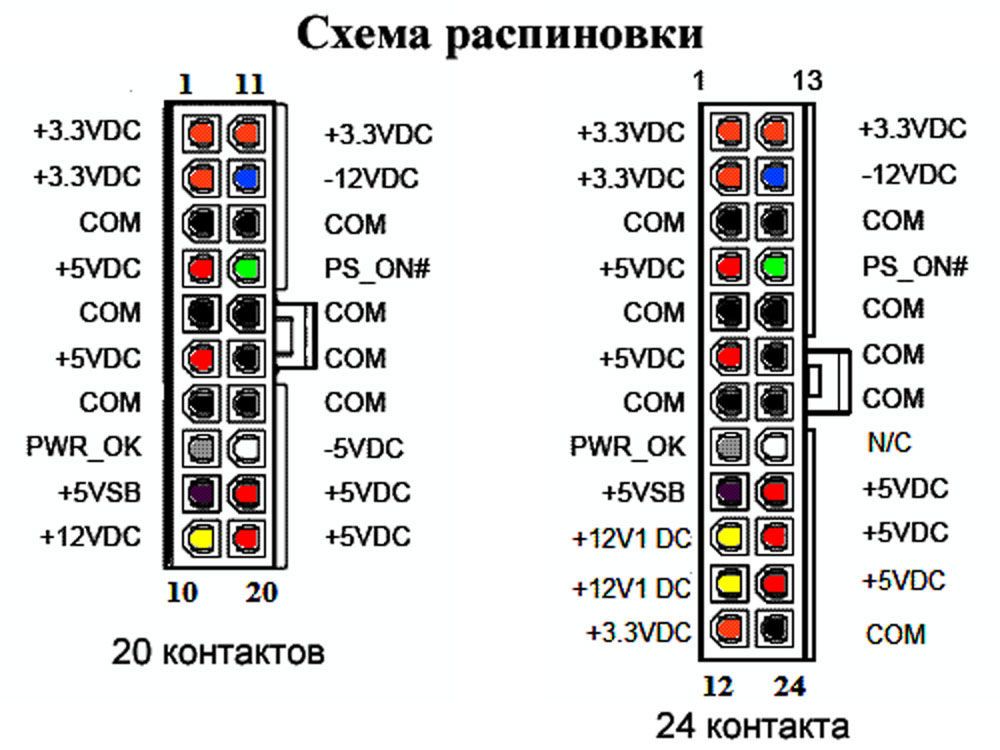 Схема распиновки
1 11
+3.3VDC +3.3VDC
+3.3VDC -12VDC
COM COM
+5VDC PS_ON#
COM COM
+5VDC COM
COM COM
PWR_OK -5VDC
+5VSB +5VDC
+12VDC +5VDC
10 20
20 контактов
1 13
+3.3VDC +3.3VDC
+3.3VDC -12VDC
COM COM
+5VDC PS_ON#
COM COM
+5VDC COM
COM COM
PWR_OK N/C
+5VSB +5VDC
+12V1 DC +5VDC
+12V1 DC +5VDC
+3.3VDC COM
12 24
24 контакта